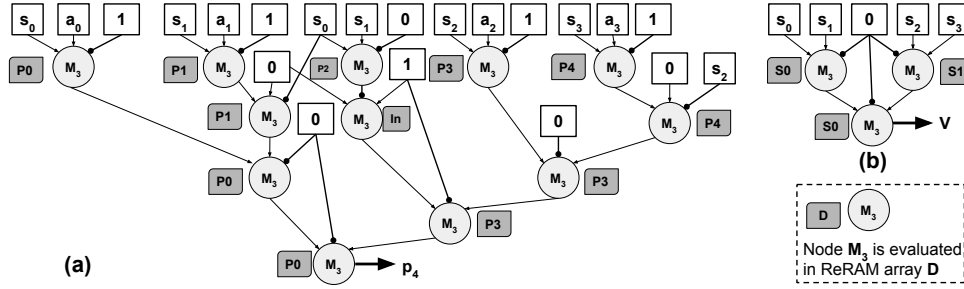 s0 a0 1 s1 a1 1 s0 s1 0 s2 a2 1 s3 a3 1
P0 M3 P1 M3 P2 M3 P3 M3 P4 M3
0 1 0 s2
P1 M3 M3 In M3 P4
0 0
P0 M3 M3 P3
M3 P3
(a) P0 M3 p4
s0 s1 0 s2 s3
S0 M3 M3 S1
S0 M3 V
(b)
D M3
Node M3 is evaluated
in ReRAM array D